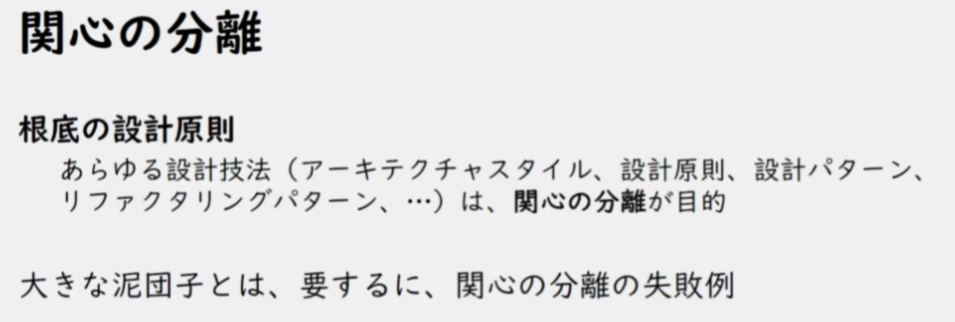 関心の分離
根底の設計原則
あらゆる設計技法（アーキテクチャスタイル、設計原則、設計パターン、
リファクタリングパターン、…）は、関心の分離が目的
大きな泥団子とは、要するに、関心の分離の失敗例